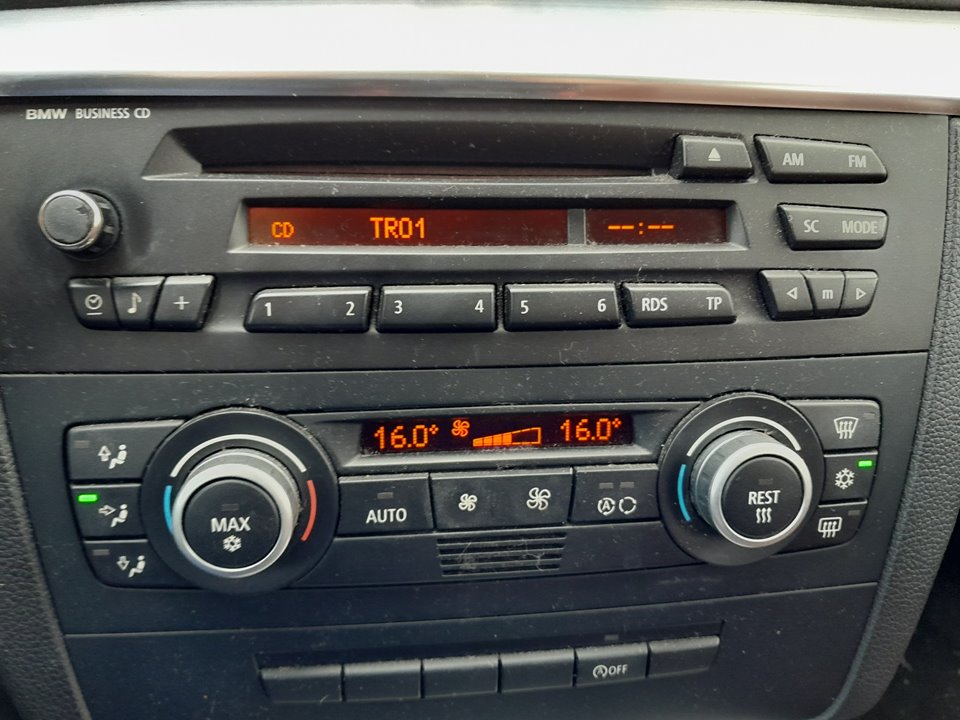 BMW BUSINESS CD
AM FM
CD TR01 --:--
SC MODE
1 2 3 4 5 6 RDS TP m
16.0° 16.0°
MAX AUTO A REST
A OFF